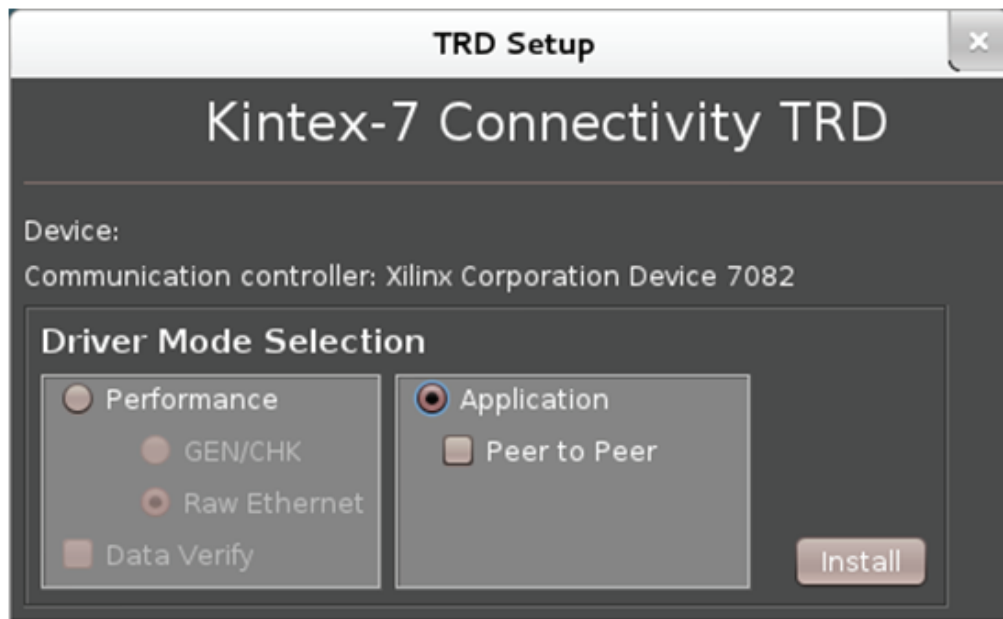 TRD Setup
Kintex-7 Connectivity TRD
Device:
Communication controller: Xilinx Corporation Device 7082
Driver Mode Selection
Performance
GEN/CHK
Raw Ethernet
Data Verify
Application
Peer to Peer
Install